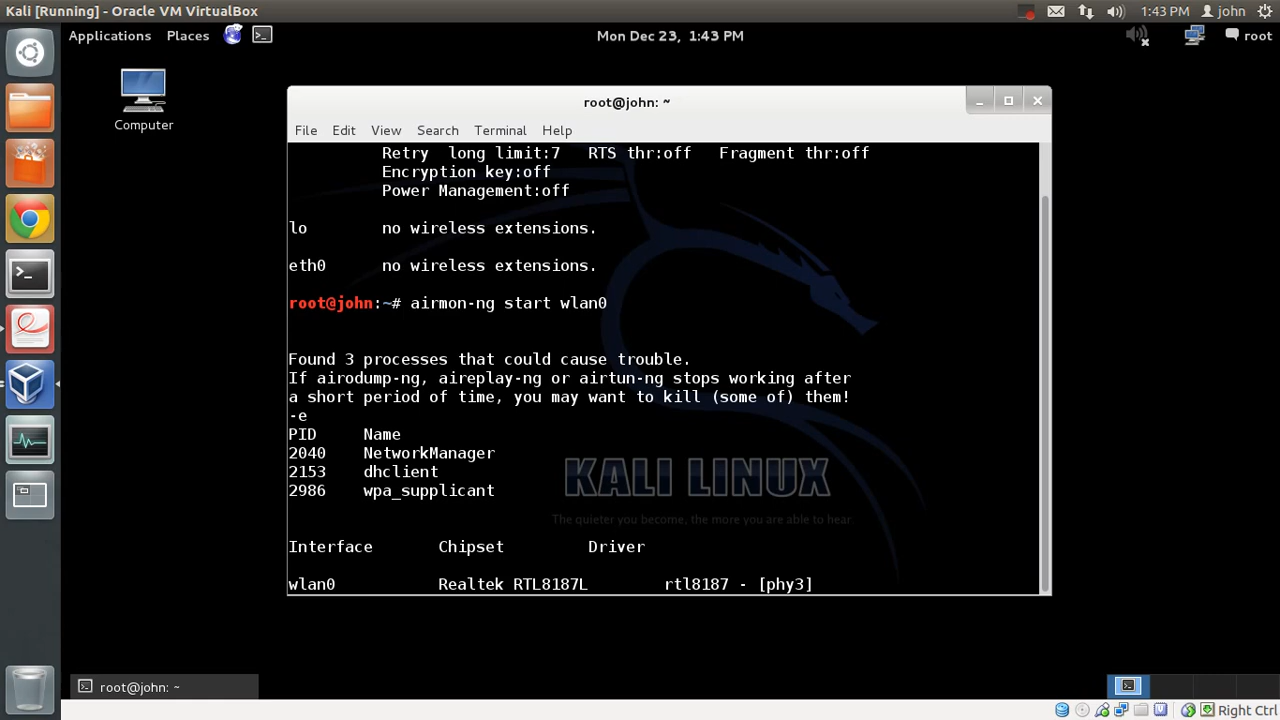 Kali [Running] - Oracle VM VirtualBox
1:43 PM john
Applications Places
Mon Dec 23, 1:43 PM
root
Computer
root@john: ~
File Edit View Search Terminal Help
Retry long limit:7 RTS thr:off Fragment thr:off
Encryption key:off
Power Management:off
lo no wireless extensions.
eth0 no wireless extensions.
root@john:~# airmon-ng start wlan0
Found 3 processes that could cause trouble.
If airodump-ng, aireplay-ng or airtun-ng stops working after
a short period of time, you may want to kill (some of) them!
-e
PID Name
2040 NetworkManager
2153 dhclient
2986 wpa_supplicant
KALI LINUX
The quieter you become, the more you are able to hear
Interface Chipset Driver
wlan0 Realtek RTL8187L rtl8187 - [phy3]
root@john: ~
Right Ctrl